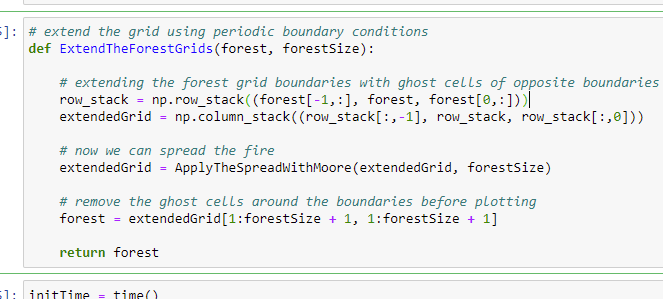 ]: # extend the grid using periodic boundary conditions
def ExtendTheForestGrids(forest, forestSize):
# extending the forest grid boundaries with ghost cells of opposite boundaries
row_stack = np.row_stack((forest[-1,:], forest, forest[0,:]))
extendedGrid = np.column_stack((row_stack[:,-1], row_stack, row_stack[:,0]))
# now we can spread the fire
extendedGrid = ApplyTheSpreadWithMoore(extendedGrid, forestSize)
# remove the ghost cells around the boundaries before plotting
forest = extendedGrid[1:forestSize + 1, 1:forestSize + 1]
return forest
]: initTime = time()